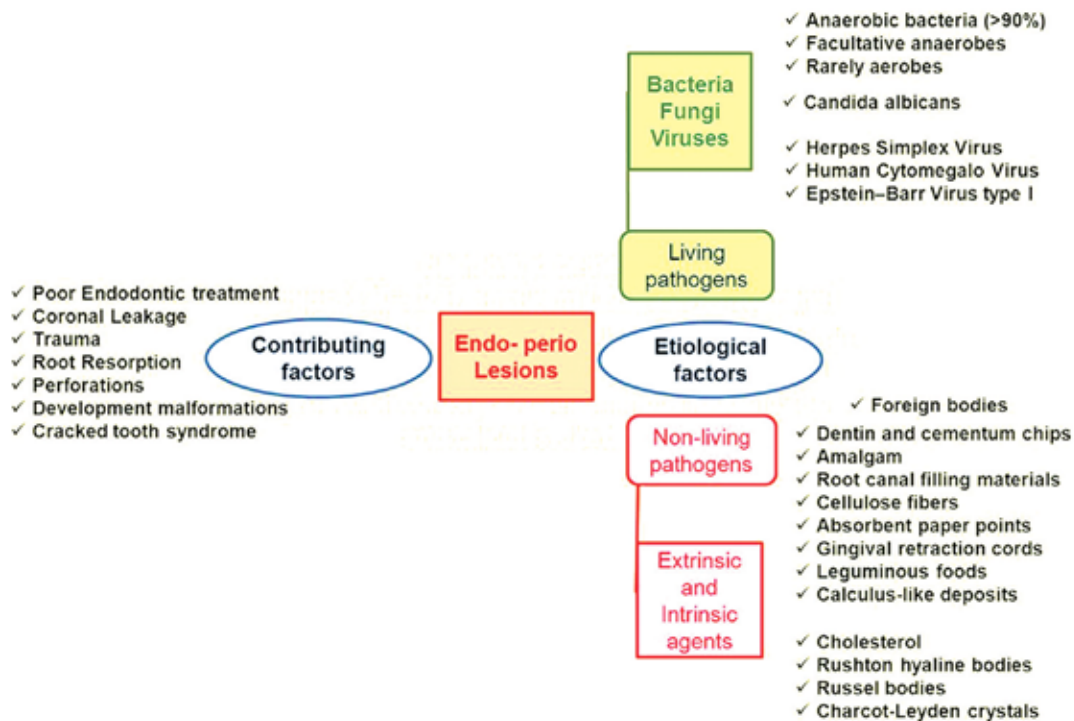 ✓ Anaerobic bacteria (>90%)
✓ Facultative anaerobes
✓ Rarely aerobes
✓ Candida albicans
✓ Herpes Simplex Virus
✓ Human Cytomegalo Virus
✓ Epstein–Barr Virus type I
Bacteria
Fungi
Viruses
Living
pathogens
✓ Poor Endodontic treatment
✓ Coronal Leakage
✓ Trauma
✓ Root Resorption
✓ Perforations
✓ Development malformations
✓ Cracked tooth syndrome
Contributing
factors
Endo- perio
Lesions
Etiological
factors
Non-living
pathogens
Extrinsic
and
Intrinsic
agents
✓ Foreign bodies
✓ Dentin and cementum chips
✓ Amalgam
✓ Root canal filling materials
✓ Cellulose fibers
✓ Absorbent paper points
✓ Gingival retraction cords
✓ Leguminous foods
✓ Calculus-like deposits
✓ Cholesterol
✓ Rushton hyaline bodies
✓ Russel bodies
✓ Charcot-Leyden crystals